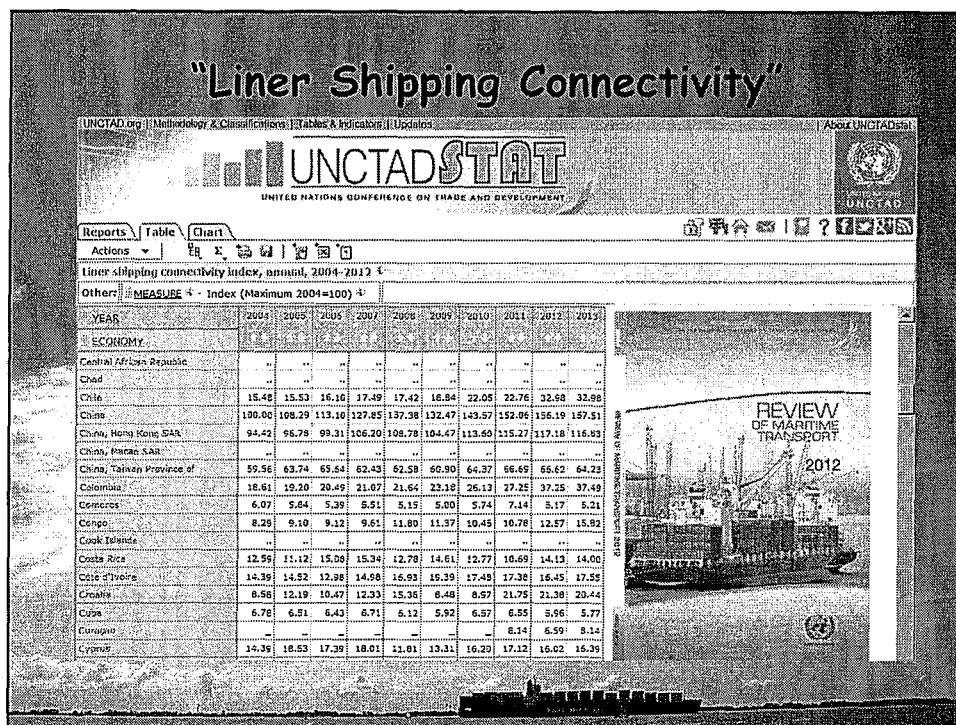 "Liner Shipping Connectivity"
UNCTAD.org | Methodology & Classifications | Tables & Indicators | Updates About UNCTADstat
UNCTADSTAT
UNITED NATIONS CONFERENCE ON TRADE AND DEVELOPMENT
UNCTAD
Reports Table Chart
Actions
Liner shipping connectivity index, annual, 2004-2012
Other: MEASURE - Index (Maximum 2004=100)
YEAR 2004 2005 2006 2007 2008 2009 2010 2011 2012 2013
ECONOMY
Central African Republic .. .. .. .. .. .. .. .. .. ..
Chad .. .. .. .. .. .. .. .. .. ..
Chile 15.48 15.53 16.10 17.49 17.42 18.84 22.05 22.76 32.98 32.98
China 100.00 108.29 113.10 127.85 137.38 132.47 143.57 152.06 156.19 157.51
China, Hong Kong SAR 94.42 96.78 99.31 106.20 108.78 104.47 113.60 115.27 117.18 116.63
China, Macao SAR .. .. .. .. .. .. .. .. .. ..
China, Taiwan Province of 59.56 63.74 65.64 62.43 62.58 60.90 64.37 66.69 66.62 64.23
Colombia 18.61 19.20 20.49 21.07 21.64 23.18 26.13 27.25 37.25 37.49
Comoros 6.07 5.84 5.39 5.51 5.15 5.00 5.74 7.14 5.17 5.21
Congo 8.29 9.10 9.12 9.61 11.80 11.37 10.45 10.78 12.57 15.92
Cook Islands .. .. .. .. .. .. .. .. .. ..
Costa Rica 12.59 11.12 15.08 15.34 12.78 14.61 12.77 10.69 14.13 14.00
Côte d'Ivoire 14.39 14.52 12.98 14.98 16.93 15.39 17.48 17.38 16.45 17.55
Croatia 8.58 12.19 10.47 12.33 15.36 8.48 8.97 21.75 21.38 20.44
Cuba 6.78 6.51 6.43 6.71 6.12 5.92 6.57 6.55 5.96 5.77
Curaçao 8.14 6.59 8.14
Cyprus 14.39 18.53 17.39 18.01 11.81 13.31 16.20 17.12 16.02 16.39
REVIEW
OF MARITIME
TRANSPORT
2012
REVIEW OF MARITIME TRANSPORT 2012